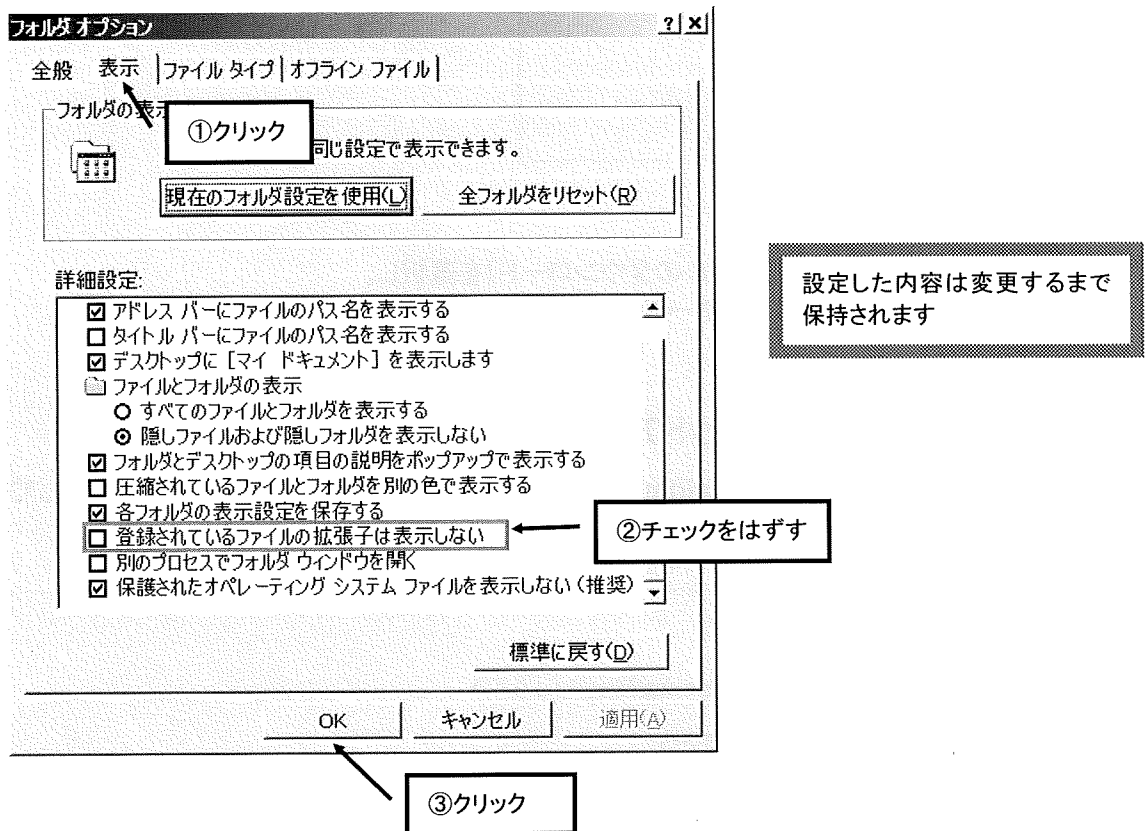 フォルダ オプション
? ×
全般 表示 ファイル タイプ オフライン ファイル
フォルダの表示
①クリック
同じ設定で表示できます。
現在のフォルダ設定を使用(L) 全フォルダをリセット(R)
詳細設定:
アドレス バーにファイルのパス名を表示する
タイトル バーにファイルのパス名を表示する
デスクトップに [マイ ドキュメント] を表示します
ファイルとフォルダの表示
すべてのファイルとフォルダを表示する
隠しファイルおよび隠しフォルダを表示しない
フォルダとデスクトップの項目の説明をポップアップで表示する
圧縮されているファイルとフォルダを別の色で表示する
各フォルダの表示設定を保存する
登録されているファイルの拡張子は表示しない
②チェックをはずす
別のプロセスでフォルダ ウィンドウを開く
保護されたオペレーティング システム ファイルを表示しない (推奨)
標準に戻す(D)
OK キャンセル 適用(A)
③クリック
設定した内容は変更するまで
保持されます